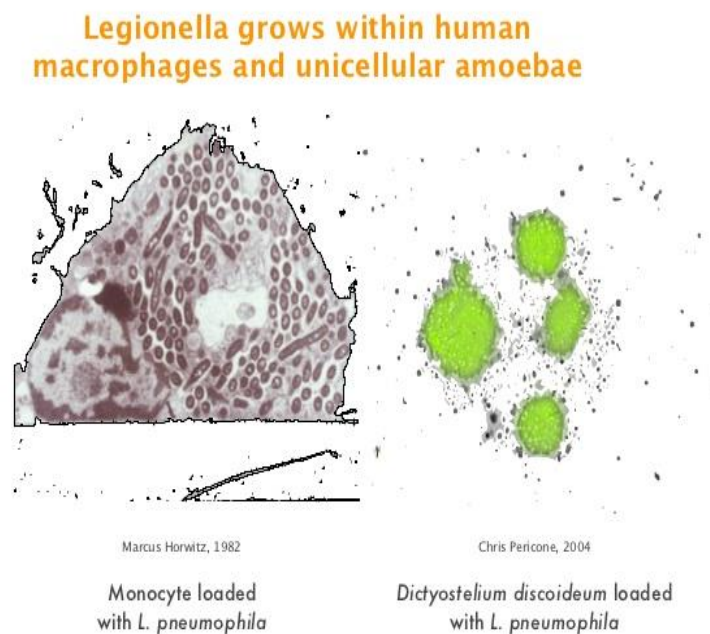 Legionella grows within human
macrophages and unicellular amoebae
Marcus Horwitz, 1982
Chris Pericone, 2004
Monocyte loaded
with L. pneumophila
Dictyostelium discoideum loaded
with L. pneumophila